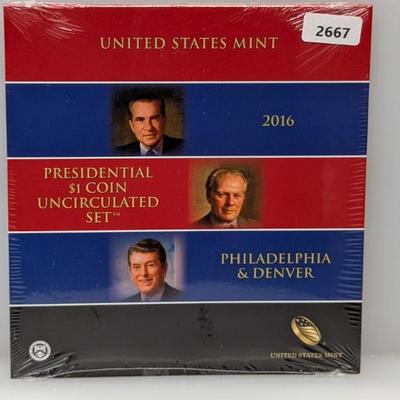 UNITED STATES MINT
2667
2016
PRESIDENTIAL
$1 COIN
UNCIRCULATED
SET™
PHILADELPHIA
& DENVER
UNITED STATES MINT